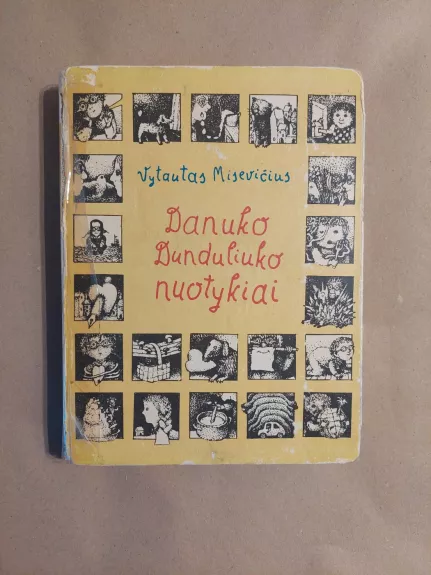 Vytautas Misevičius
Danuko
Dunduliuko
nuotykiai